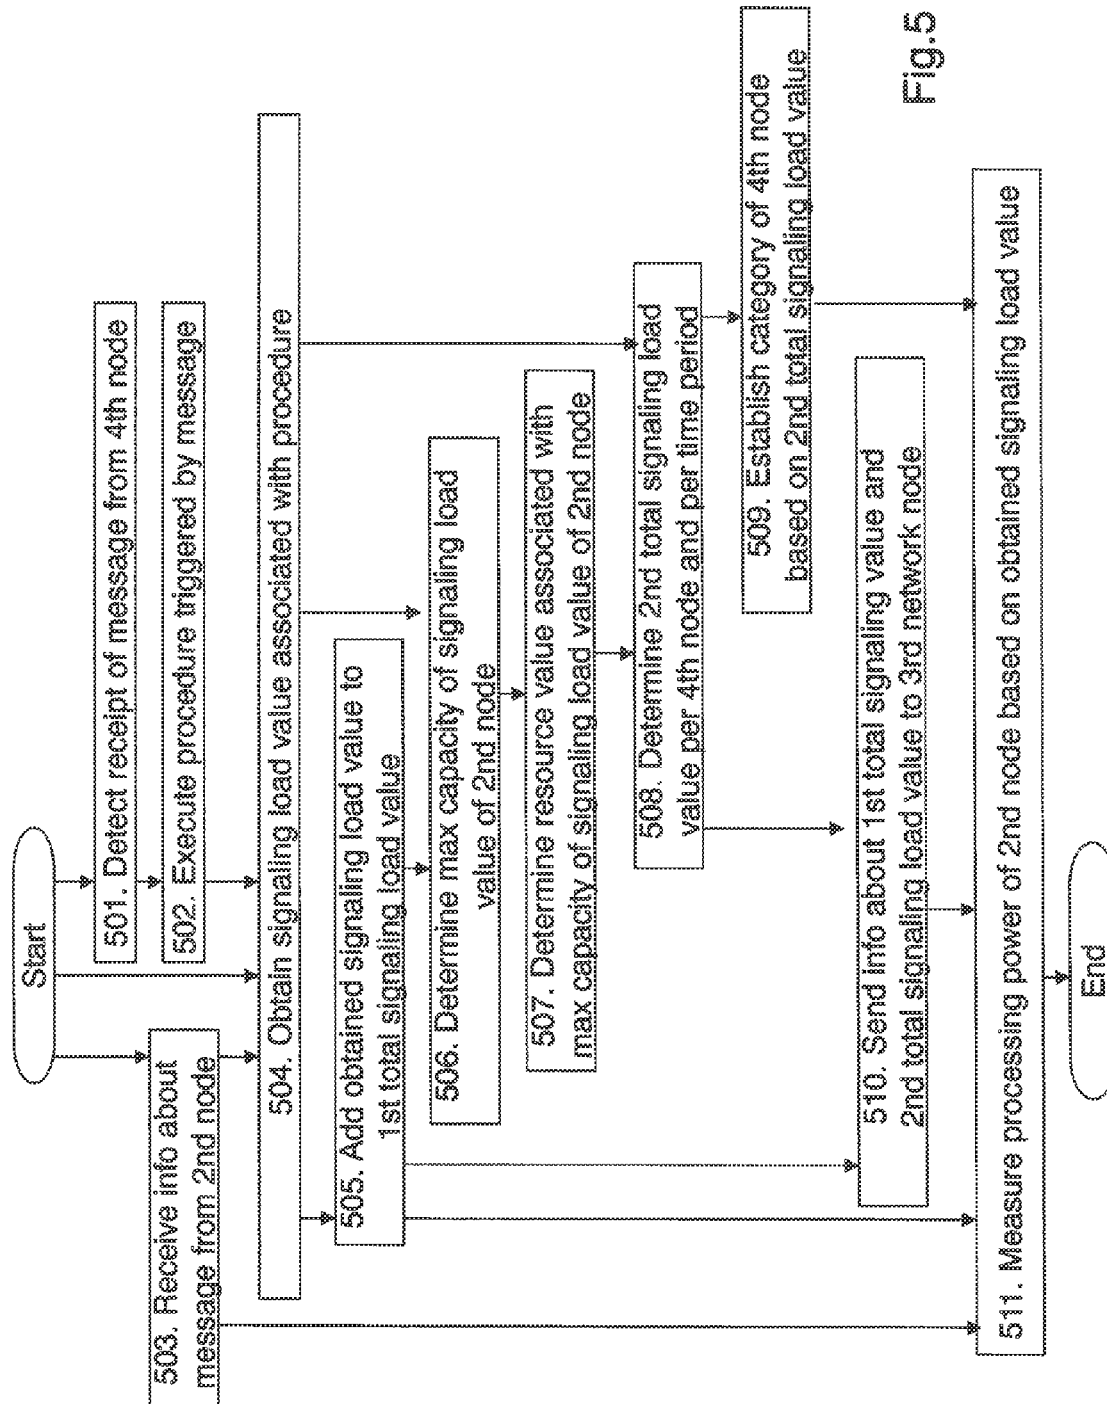 Start
501. Detect receipt of message from 4th node
502. Execute procedure triggered by message
503. Receive info about
message from 2nd node
504. Obtain signaling load value associated with procedure
505. Add obtained signaling load value to
1st total signaling load value
506. Determine max capacity of signaling load
value of 2nd node
507. Determine resource value associated with
max capacity of signaling load value of 2nd node
508. Determine 2nd total signaling load
value per 4th node and per time period
509. Establish category of 4th node
based on 2nd total signaling load value
510. Send info about 1st total signaling value and
2nd total signaling load value to 3rd network node
511. Measure processing power of 2nd node based on obtained signaling load value
End
Fig.5